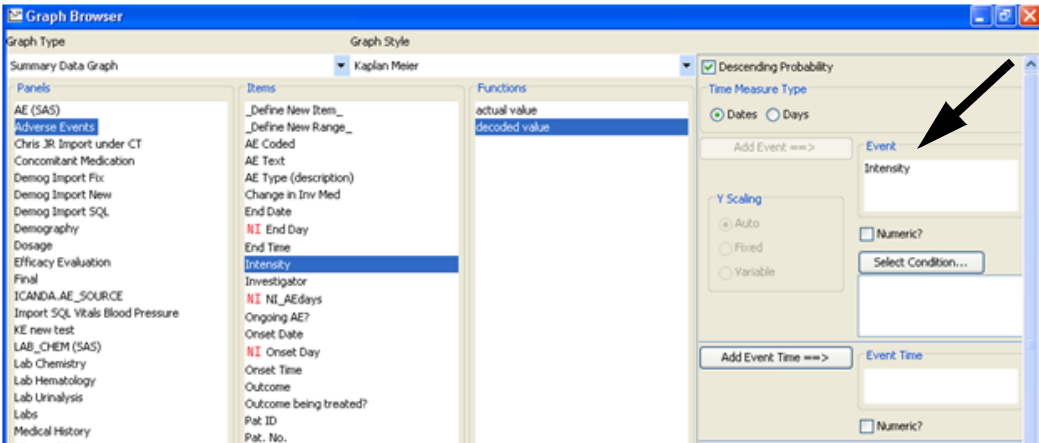 Graph Browser
Graph Type
Graph Style
Summary Data Graph
Kaplan Meier
Panels
AE (SAS)
Adverse Events
Chris JR Import under CT
Concomitant Medication
Demog Import Fix
Demog Import New
Demog Import SQL
Demography
Dosage
Efficacy Evaluation
Final
ICANDA.AE_SOURCE
Import SQL Vitals Blood Pressure
KE new test
LAB_CHEM (SAS)
Lab Chemistry
Lab Hematology
Lab Urinalysis
Labs
Medical History
Items
_Define New Item_
_Define New Range_
AE Coded
AE Text
AE Type (description)
Change in Inv Med
End Date
NI End Day
End Time
Intensity
Investigator
NI NI_AEdays
Ongoing AE?
Onset Date
NI Onset Day
Onset Time
Outcome
Outcome being treated?
Pat ID
Pat. No.
Functions
actual value
decoded value
Descending Probability
Time Measure Type
Dates Days
Add Event ==>
Event
Intensity
Y Scaling
Auto
Fixed
Variable
Numeric?
Select Condition...
Add Event Time ==>
Event Time
Numeric?